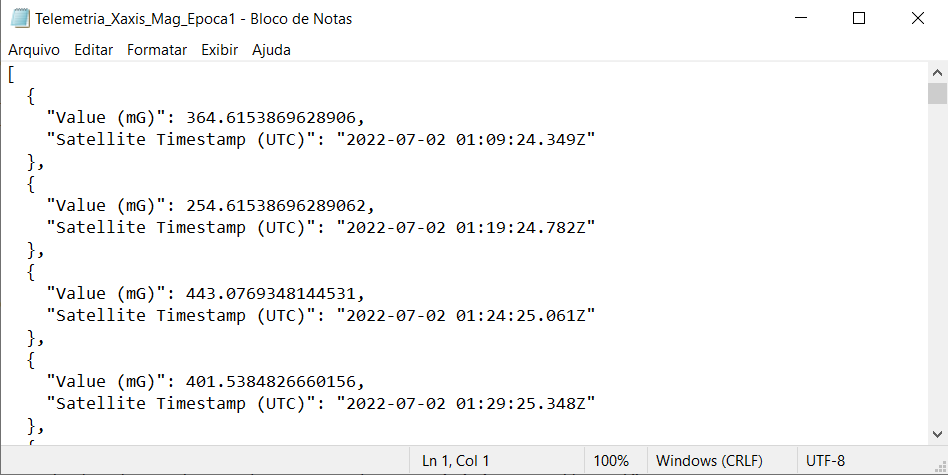 Telemetria_Xaxis_Mag_Epoca1 - Bloco de Notas
Arquivo Editar Formatar Exibir Ajuda
[
  {
    "Value (mG)": 364.6153869628906,
    "Satellite Timestamp (UTC)": "2022-07-02 01:09:24.349Z"
  },
  {
    "Value (mG)": 254.61538696289062,
    "Satellite Timestamp (UTC)": "2022-07-02 01:19:24.782Z"
  },
  {
    "Value (mG)": 443.0769348144531,
    "Satellite Timestamp (UTC)": "2022-07-02 01:24:25.061Z"
  },
  {
    "Value (mG)": 401.5384826660156,
    "Satellite Timestamp (UTC)": "2022-07-02 01:29:25.348Z"
  },
  {
Ln 1, Col 1 100% Windows (CRLF) UTF-8